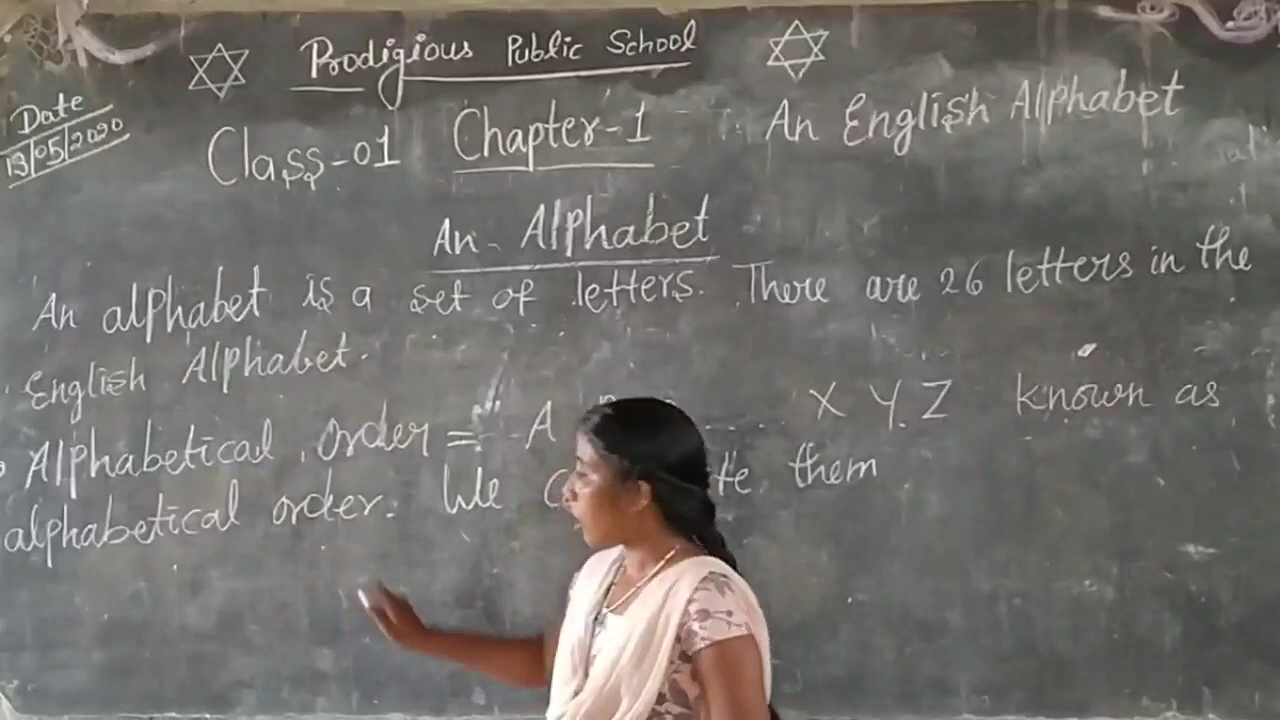 Prodigious Public School
Date
13/05/2020
Class-01 Chapter-1 An English Alphabet
An Alphabet
An alphabet is a set of letters. There are 26 letters in the
English Alphabet.
Alphabetical order = A X Y Z known as
alphabetical order. We them